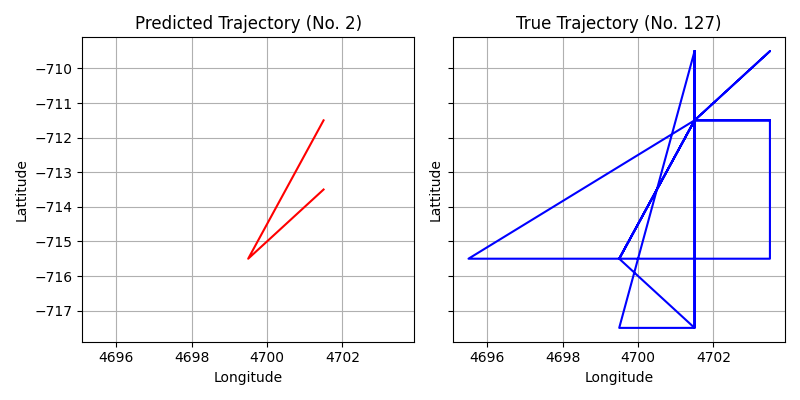 Predicted Trajectory (No. 2)
True Trajectory (No. 127)
Lattitude
−710
−711
−712
−713
−714
−715
−716
−717
4696
4698
4700
4702
Longitude
Lattitude
4696
4698
4700
4702
Longitude